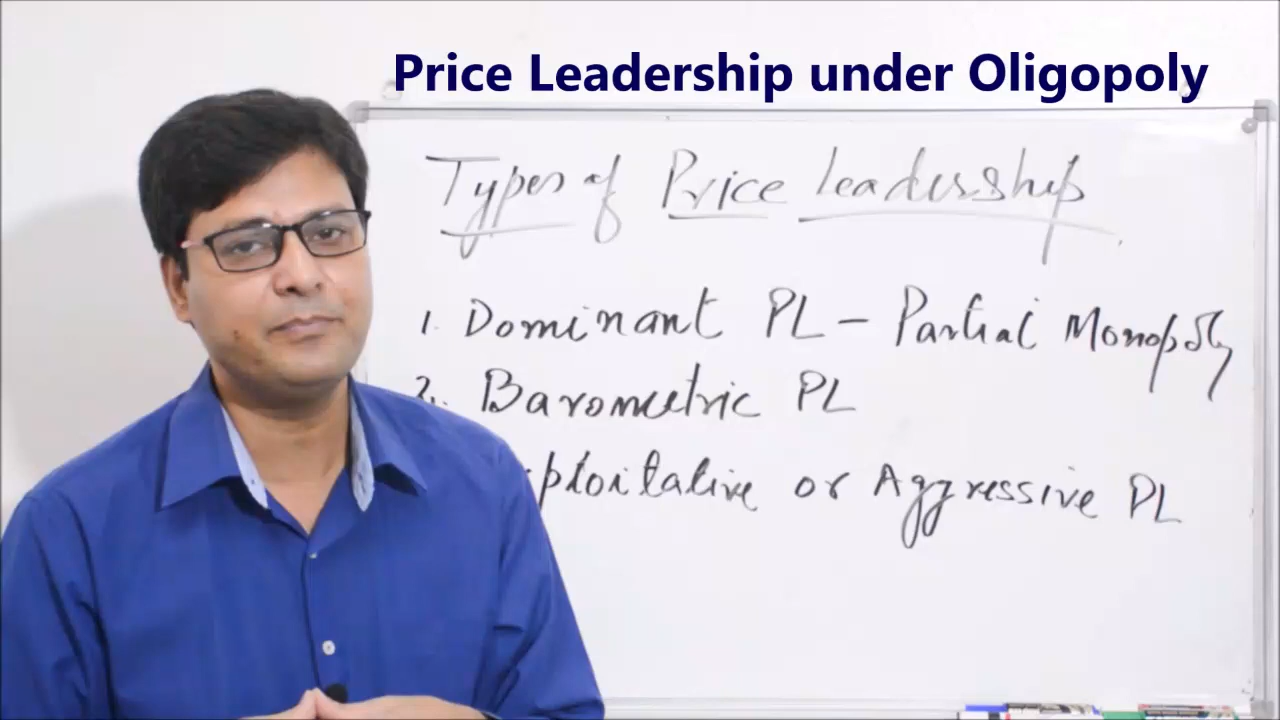 Price Leadership under Oligopoly
Types of Price Leadership
1. Dominant PL - Partial Monopoly
2. Barometric PL
ploitative or Aggressive PL